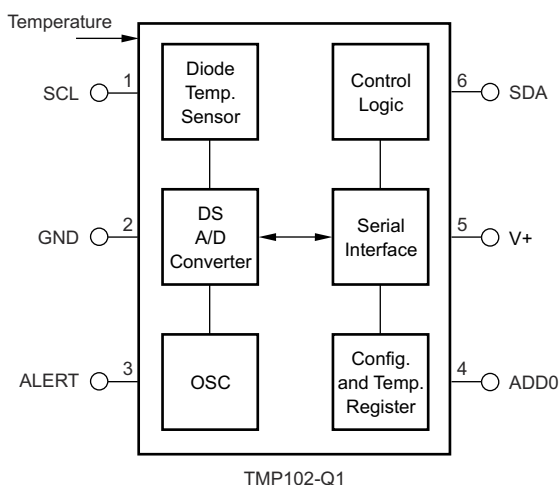 Temperature
SCL
1
Diode
Temp.
Sensor
Control
Logic
6
SDA
GND
2
DS
A/D
Converter
Serial
Interface
5
V+
ALERT
3
OSC
Config.
and Temp.
Register
4
ADD0
TMP102-Q1